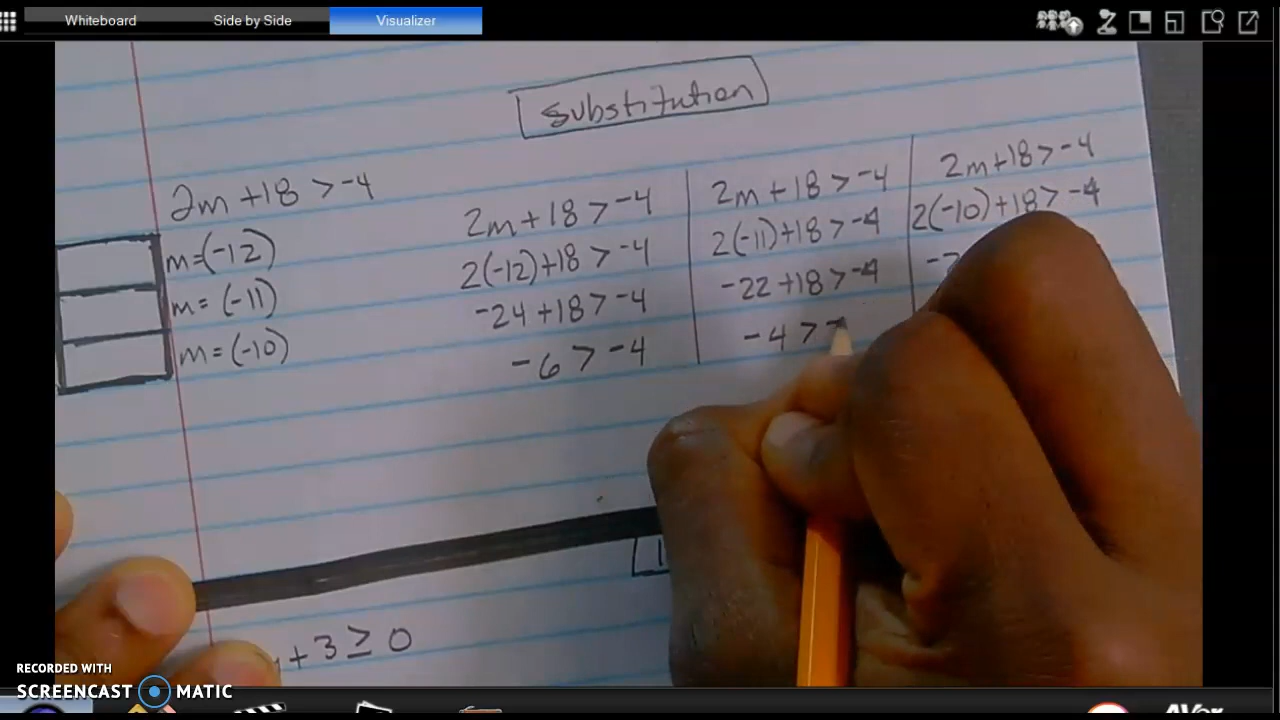 Whiteboard Side by Side Visualizer
Substitution
2m+18 >-4
m=(-12)
m=(-11)
m=(-10)
2m+18 >-4
2(-12)+18 >-4
-24+18>-4
-6>-4
2m+18>-4
2(-11)+18>-4
-22+18>-4
-4>-
2m+18>-4
2(-10)+18>-4
+3≥0
RECORDED WITH
SCREENCAST MATIC
AVer